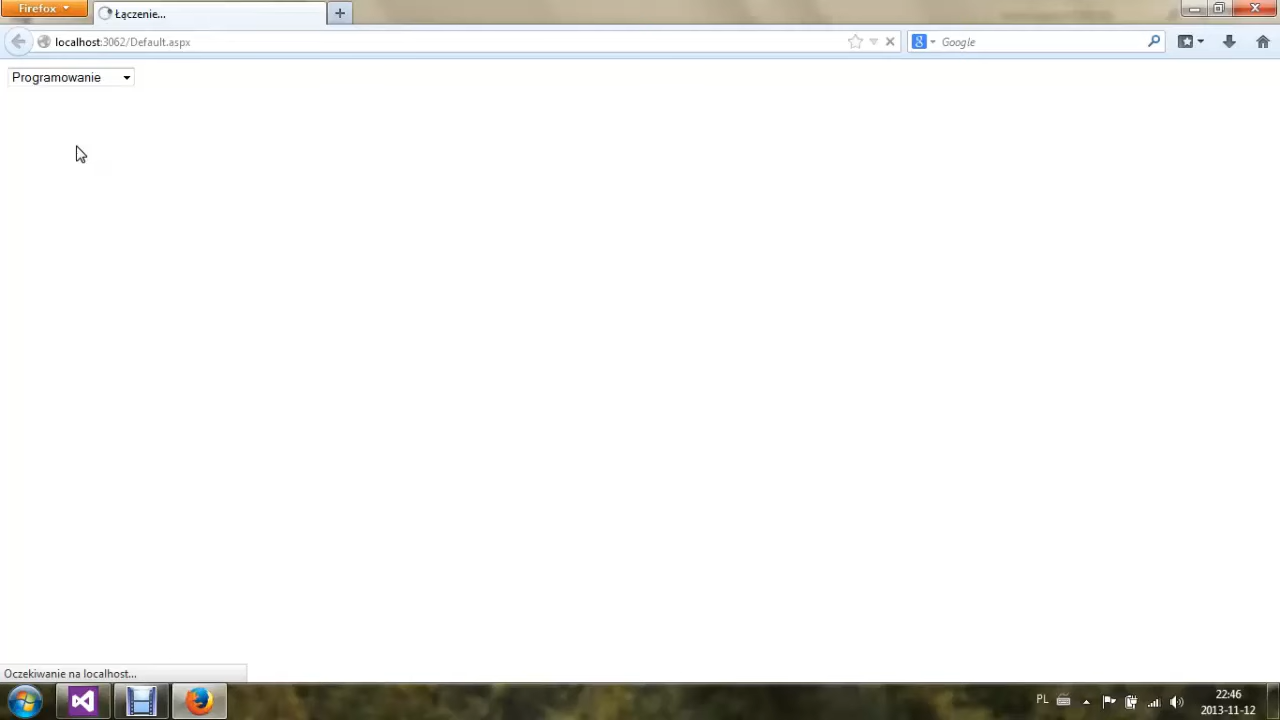 Firefox
Łączenie...
localhost:3062/Default.aspx
Google
Programowanie
Oczekiwanie na localhost...
PL
22:46
2013-11-12